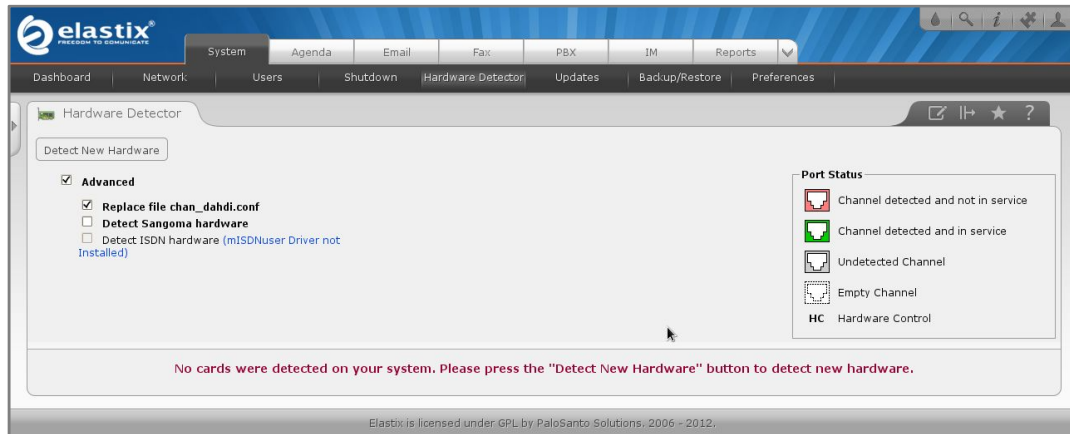 elastix®
FREEDOM TO COMMUNICATE
System Agenda Email Fax PBX IM Reports
Dashboard Network Users Shutdown Hardware Detector Updates Backup/Restore Preferences
Hardware Detector
Detect New Hardware
Advanced
Replace file chan_dahdi.conf
Detect Sangoma hardware
Detect ISDN hardware (mISDNuser Driver not
Installed)
Port Status
Channel detected and not in service
Channel detected and in service
Undetected Channel
Empty Channel
HC Hardware Control
No cards were detected on your system. Please press the "Detect New Hardware" button to detect new hardware.
Elastix is licensed under GPL by PaloSanto Solutions. 2006 - 2012.